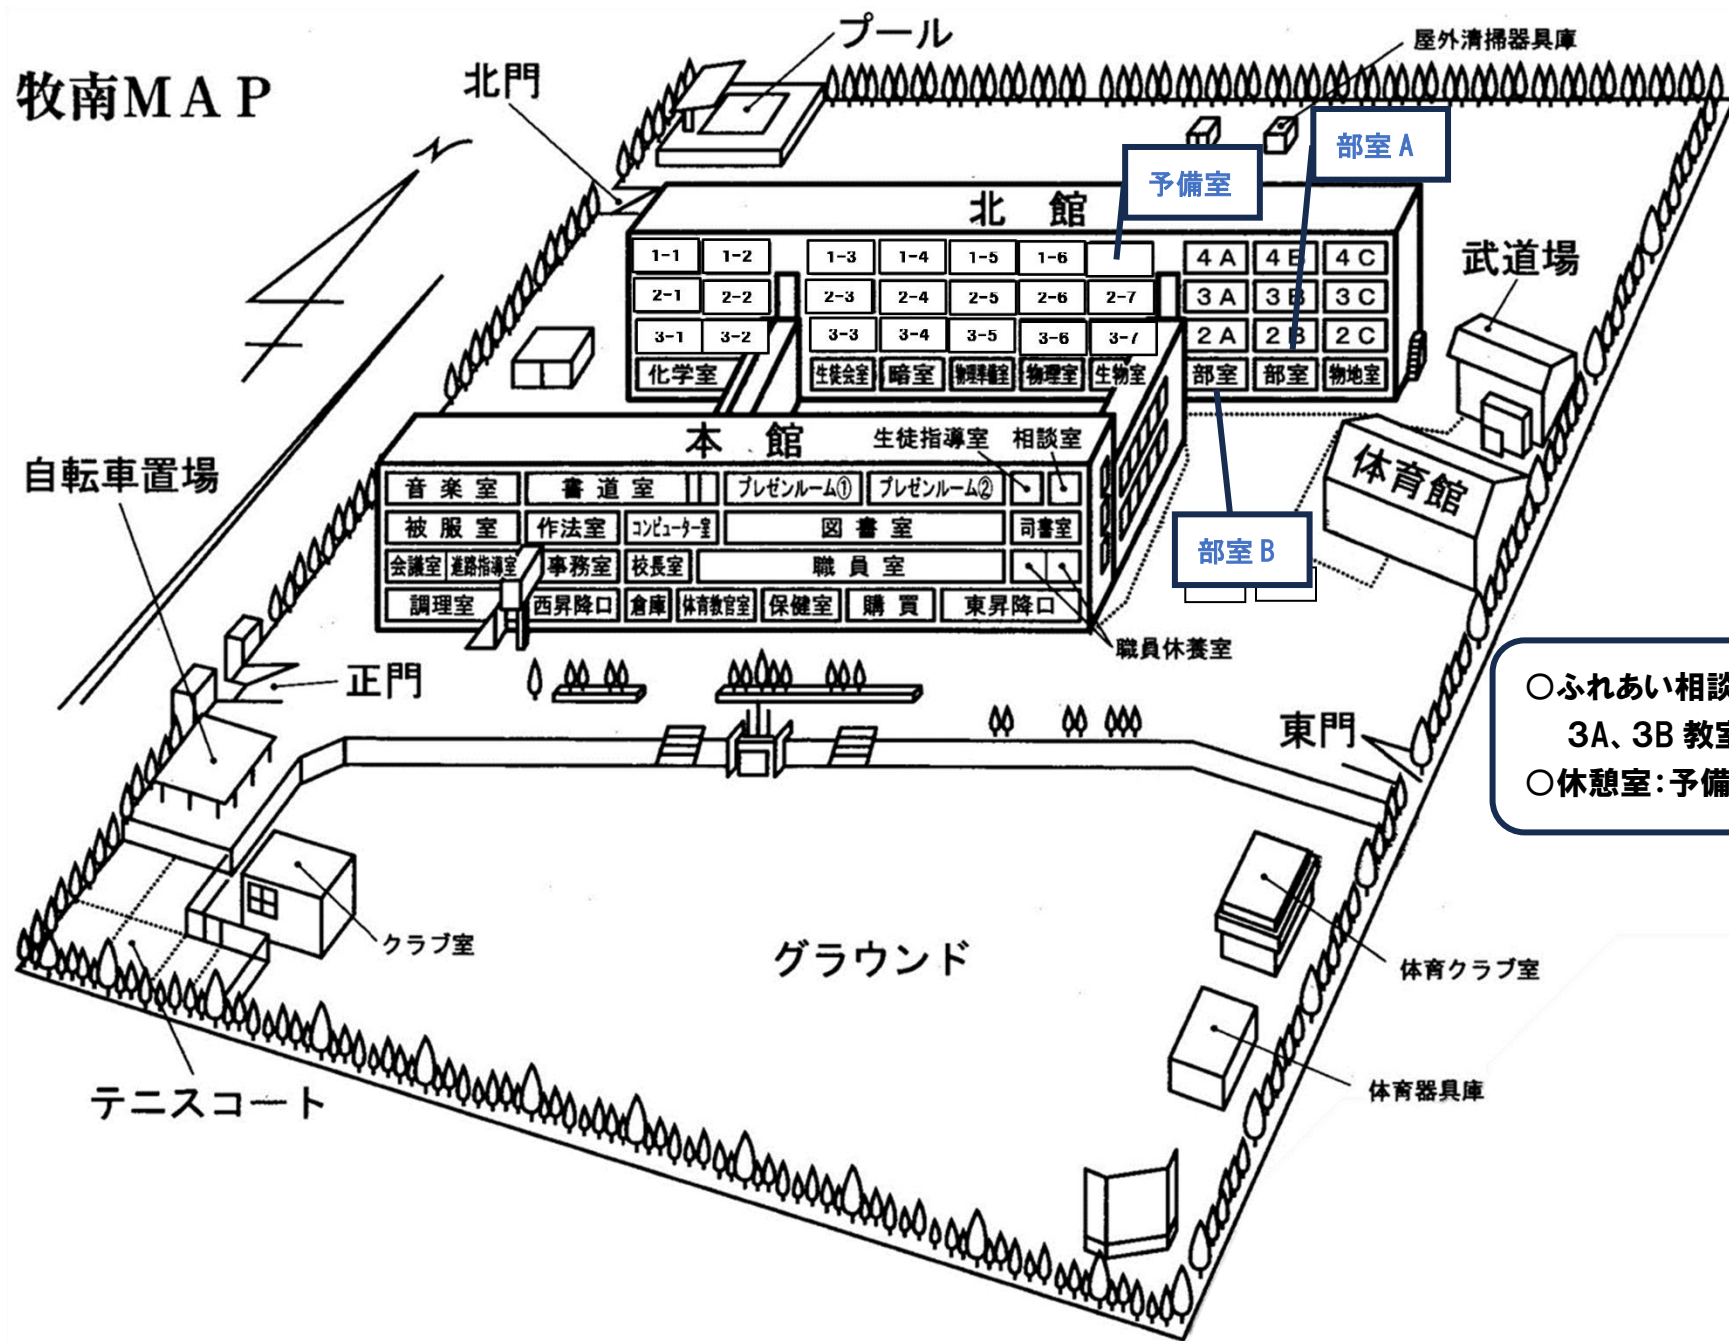 牧南MAP
北門
プール
屋外清掃器具庫
部室A
予備室
北館
武道場
1-1 1-2 1-3 1-4 1-5 1-6 4A 4B 4C
2-1 2-2 2-3 2-4 2-5 2-6 2-7 3A 3B 3C
3-1 3-2 3-3 3-4 3-5 3-6 3-7 2A 2B 2C
化学室 生徒会室 暗室 物理準備室 物理室 生物室 部室 部室 物地室
本館 生徒指導室 相談室
体育館
自転車置場
音楽室 書道室 プレゼンルーム① プレゼンルーム②
被服室 作法室 コンピューター室 図書室 司書室
部室B
会議室 進路指導室 事務室 校長室 職員室
調理室 西昇降口 倉庫 体育教官室 保健室 購買 東昇降口
職員休養室
正門
東門
○ふれあい相談
3A、3B教室
○休憩室:予備
クラブ室
グラウンド
体育クラブ室
体育器具庫
テニスコート